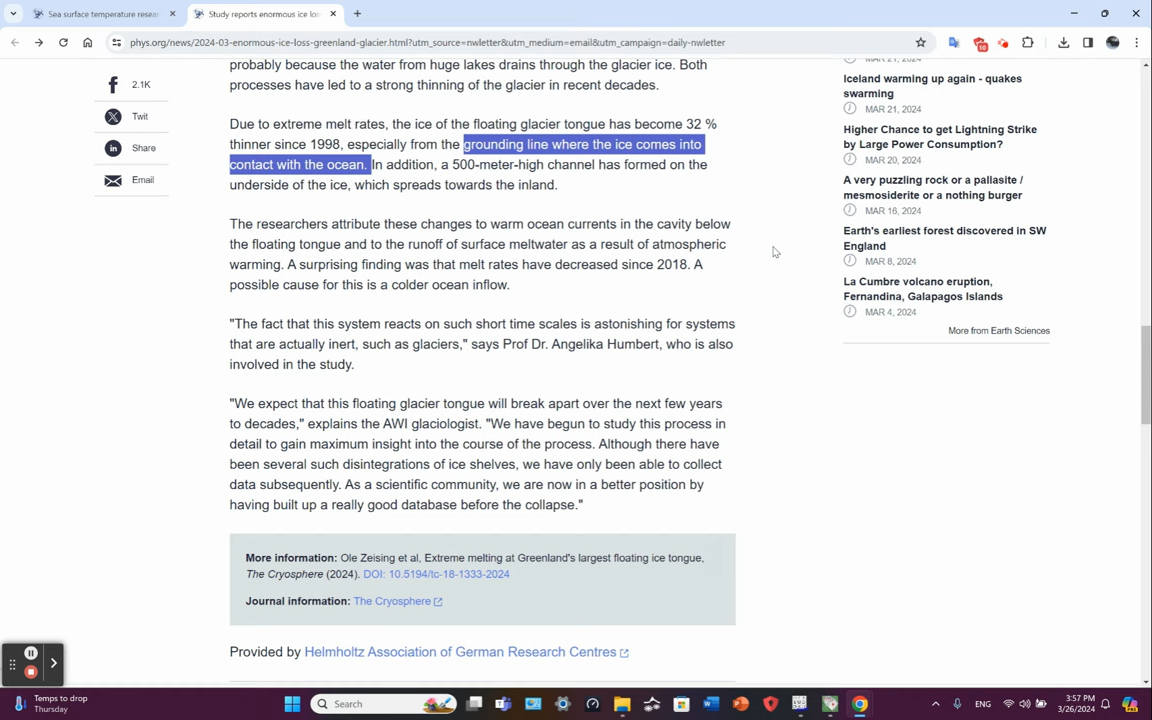 Sea surface temperature resear
Study reports enormous ice los
phys.org/news/2024-03-enormous-ice-loss-greenland-glacier.html?utm_source=nwletter&utm_medium=email&utm_campaign=daily-nwletter
10
2.1K
Twit
Share
Email
probably because the water from huge lakes drains through the glacier ice. Both
processes have led to a strong thinning of the glacier in recent decades.
Due to extreme melt rates, the ice of the floating glacier tongue has become 32 %
thinner since 1998, especially from the grounding line where the ice comes into
contact with the ocean. In addition, a 500-meter-high channel has formed on the
underside of the ice, which spreads towards the inland.
The researchers attribute these changes to warm ocean currents in the cavity below
the floating tongue and to the runoff of surface meltwater as a result of atmospheric
warming. A surprising finding was that melt rates have decreased since 2018. A
possible cause for this is a colder ocean inflow.
"The fact that this system reacts on such short time scales is astonishing for systems
that are actually inert, such as glaciers," says Prof Dr. Angelika Humbert, who is also
involved in the study.
"We expect that this floating glacier tongue will break apart over the next few years
to decades," explains the AWI glaciologist. "We have begun to study this process in
detail to gain maximum insight into the course of the process. Although there have
been several such disintegrations of ice shelves, we have only been able to collect
data subsequently. As a scientific community, we are now in a better position by
having built up a really good database before the collapse."
More information: Ole Zeising et al, Extreme melting at Greenland's largest floating ice tongue,
The Cryosphere (2024). DOI: 10.5194/tc-18-1333-2024
Journal information: The Cryosphere
Provided by Helmholtz Association of German Research Centres
MAR 21, 2024
Iceland warming up again - quakes
swarming
MAR 21, 2024
Higher Chance to get Lightning Strike
by Large Power Consumption?
MAR 20, 2024
A very puzzling rock or a pallasite /
mesmosiderite or a nothing burger
MAR 16, 2024
Earth's earliest forest discovered in SW
England
MAR 8, 2024
La Cumbre volcano eruption,
Fernandina, Galapagos Islands
MAR 4, 2024
More from Earth Sciences
Temps to drop
Thursday
Search
ENG
3:57 PM
3/26/2024